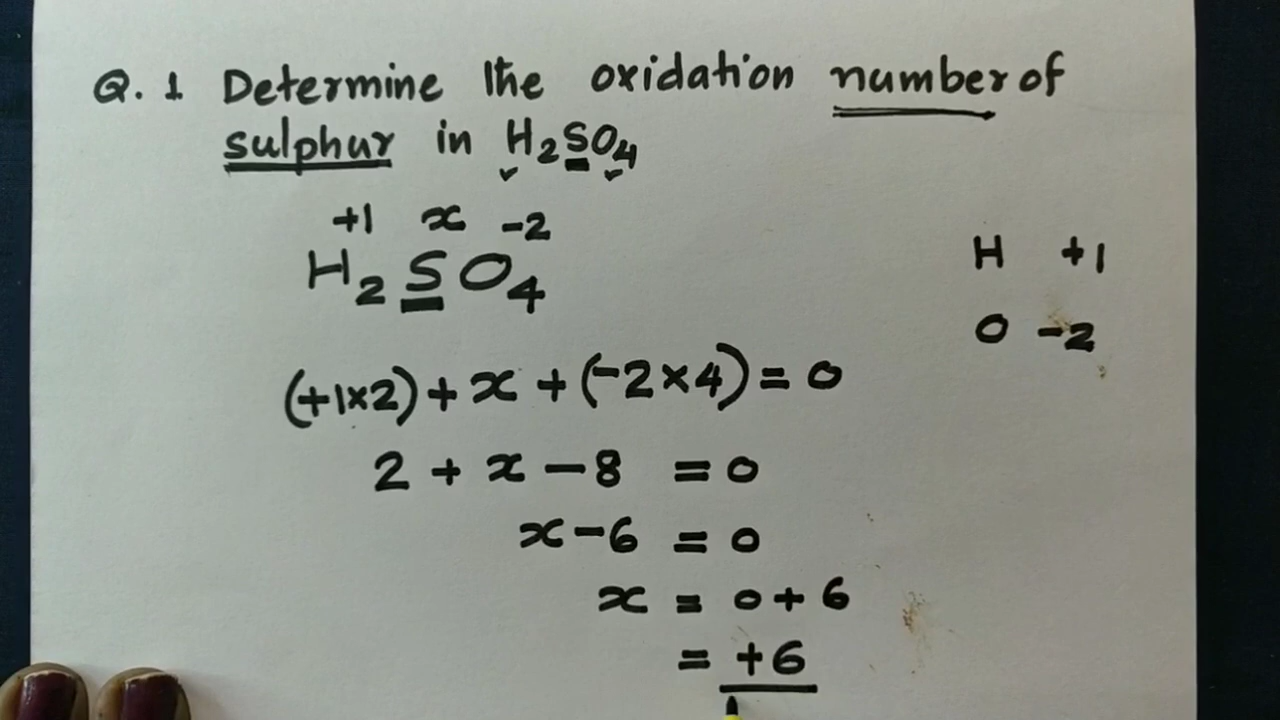 Q. 1 Determine the oxidation number of
sulphur in H₂SO₄
+1 x -2
H₂SO₄
H +1
O -2
(+1×2) + x + (-2×4) = 0
2 + x - 8 = 0
x - 6 = 0
x = 0 + 6
= +6